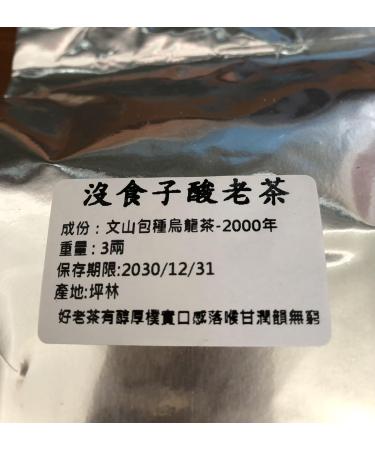 沒食子酸老茶
成份：文山包種烏龍茶-2000年
重量：3兩
保存期限:2030/12/31
產地:坪林
好老茶有醇厚樸實口感落喉甘潤韻無窮